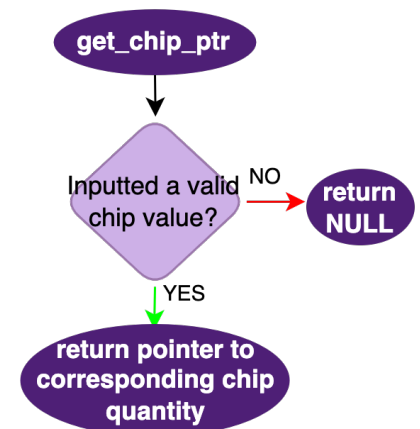 get_chip_ptr
Inputted a valid
chip value?
NO
return
NULL
YES
return pointer to
corresponding chip
quantity